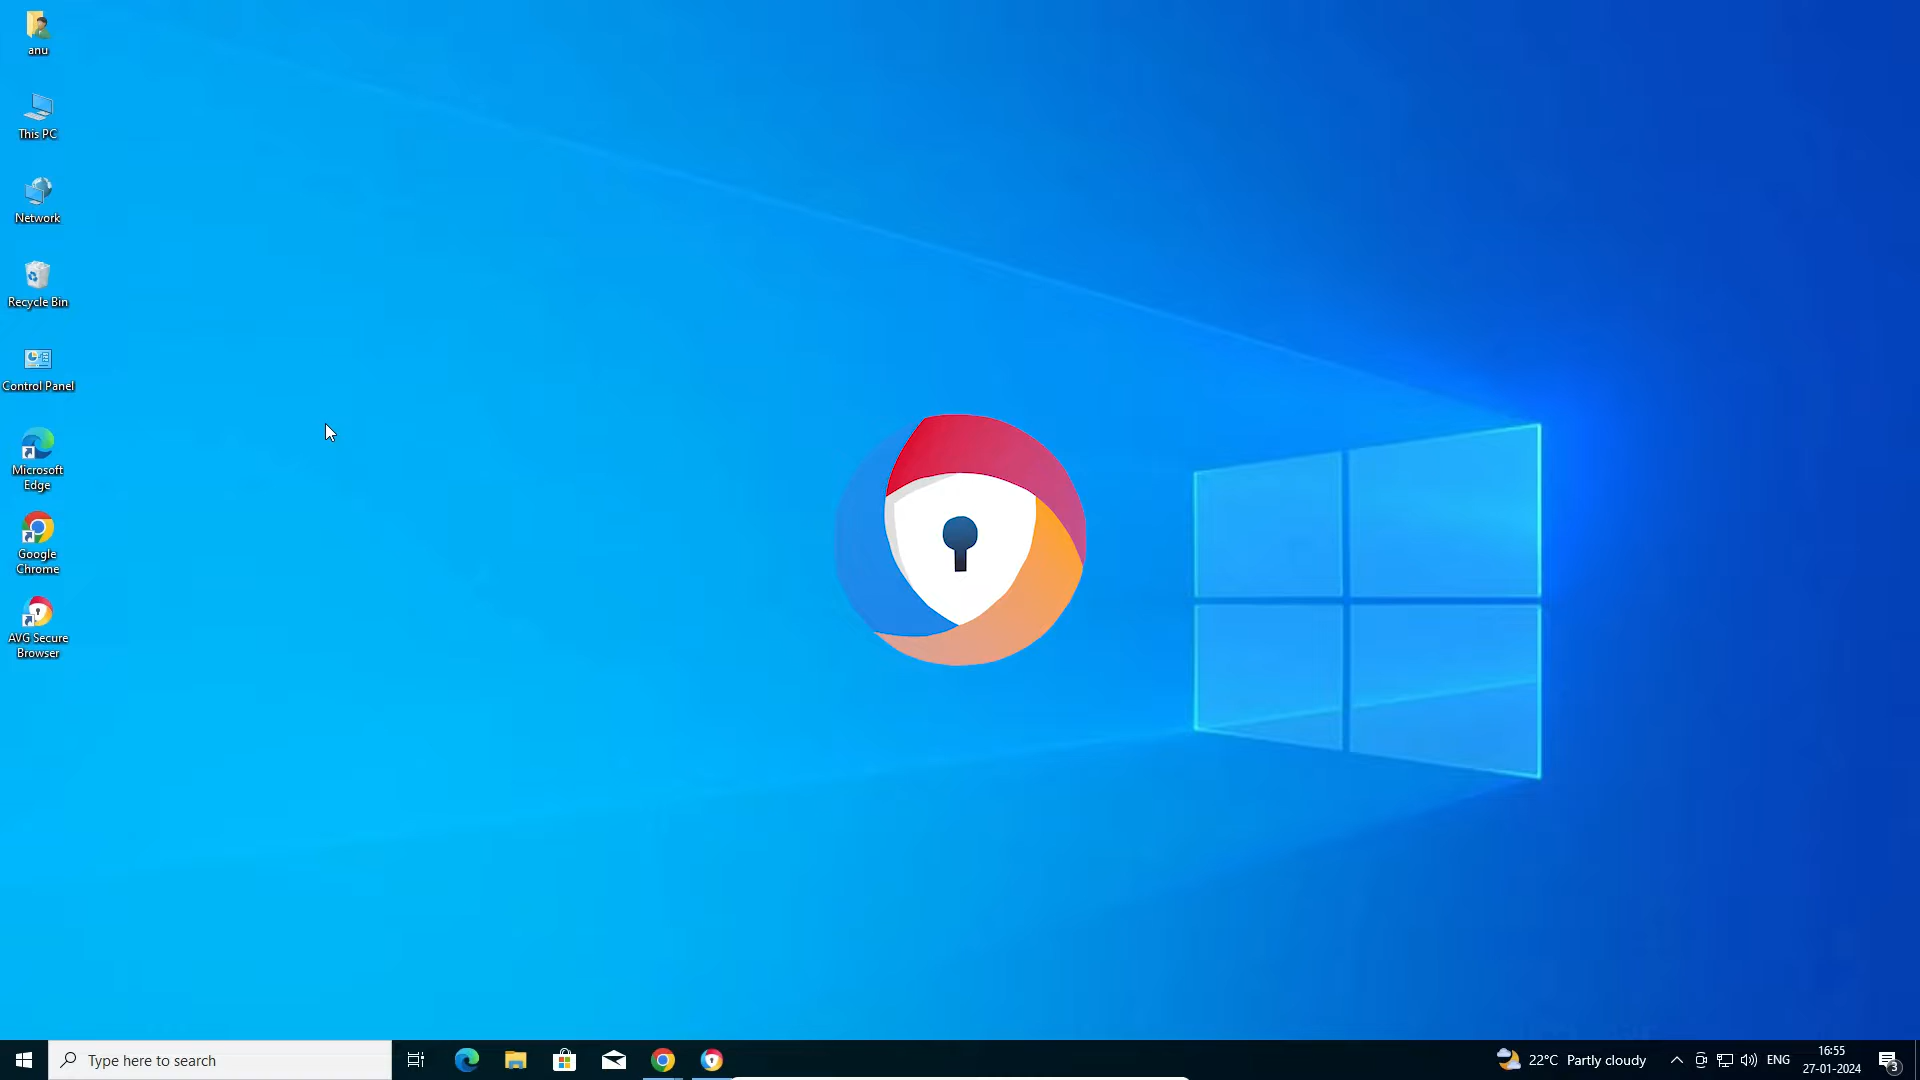 anu
This PC
Network
Recycle Bin
Control Panel
Microsoft
Edge
Google
Chrome
AVG Secure
Browser
Type here to search
22°C Partly cloudy
ENG
16:55
27-01-2024
3